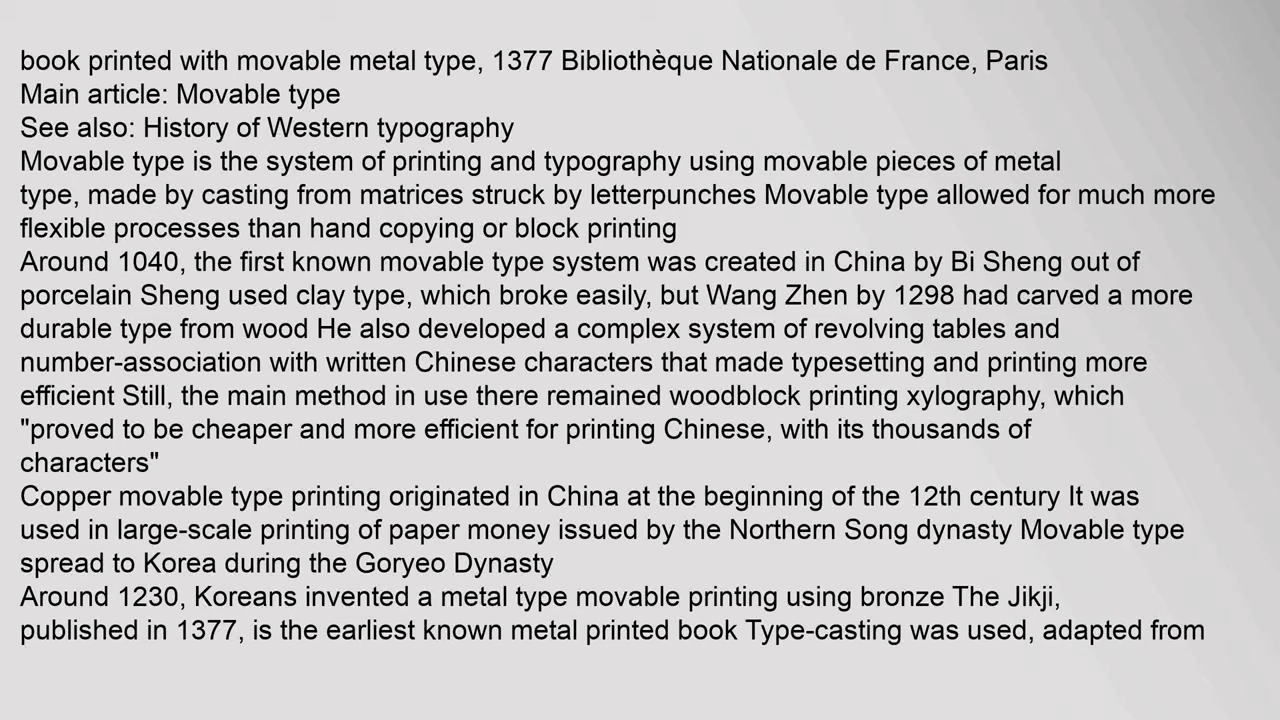 book printed with movable metal type, 1377 Bibliothèque Nationale de France, Paris
Main article: Movable type
See also: History of Western typography
Movable type is the system of printing and typography using movable pieces of metal
type, made by casting from matrices struck by letterpunches Movable type allowed for much more
flexible processes than hand copying or block printing
Around 1040, the first known movable type system was created in China by Bi Sheng out of
porcelain Sheng used clay type, which broke easily, but Wang Zhen by 1298 had carved a more
durable type from wood He also developed a complex system of revolving tables and
number-association with written Chinese characters that made typesetting and printing more
efficient Still, the main method in use there remained woodblock printing xylography, which
"proved to be cheaper and more efficient for printing Chinese, with its thousands of
characters"
Copper movable type printing originated in China at the beginning of the 12th century It was
used in large-scale printing of paper money issued by the Northern Song dynasty Movable type
spread to Korea during the Goryeo Dynasty
Around 1230, Koreans invented a metal type movable printing using bronze The Jikji,
published in 1377, is the earliest known metal printed book Type-casting was used, adapted from